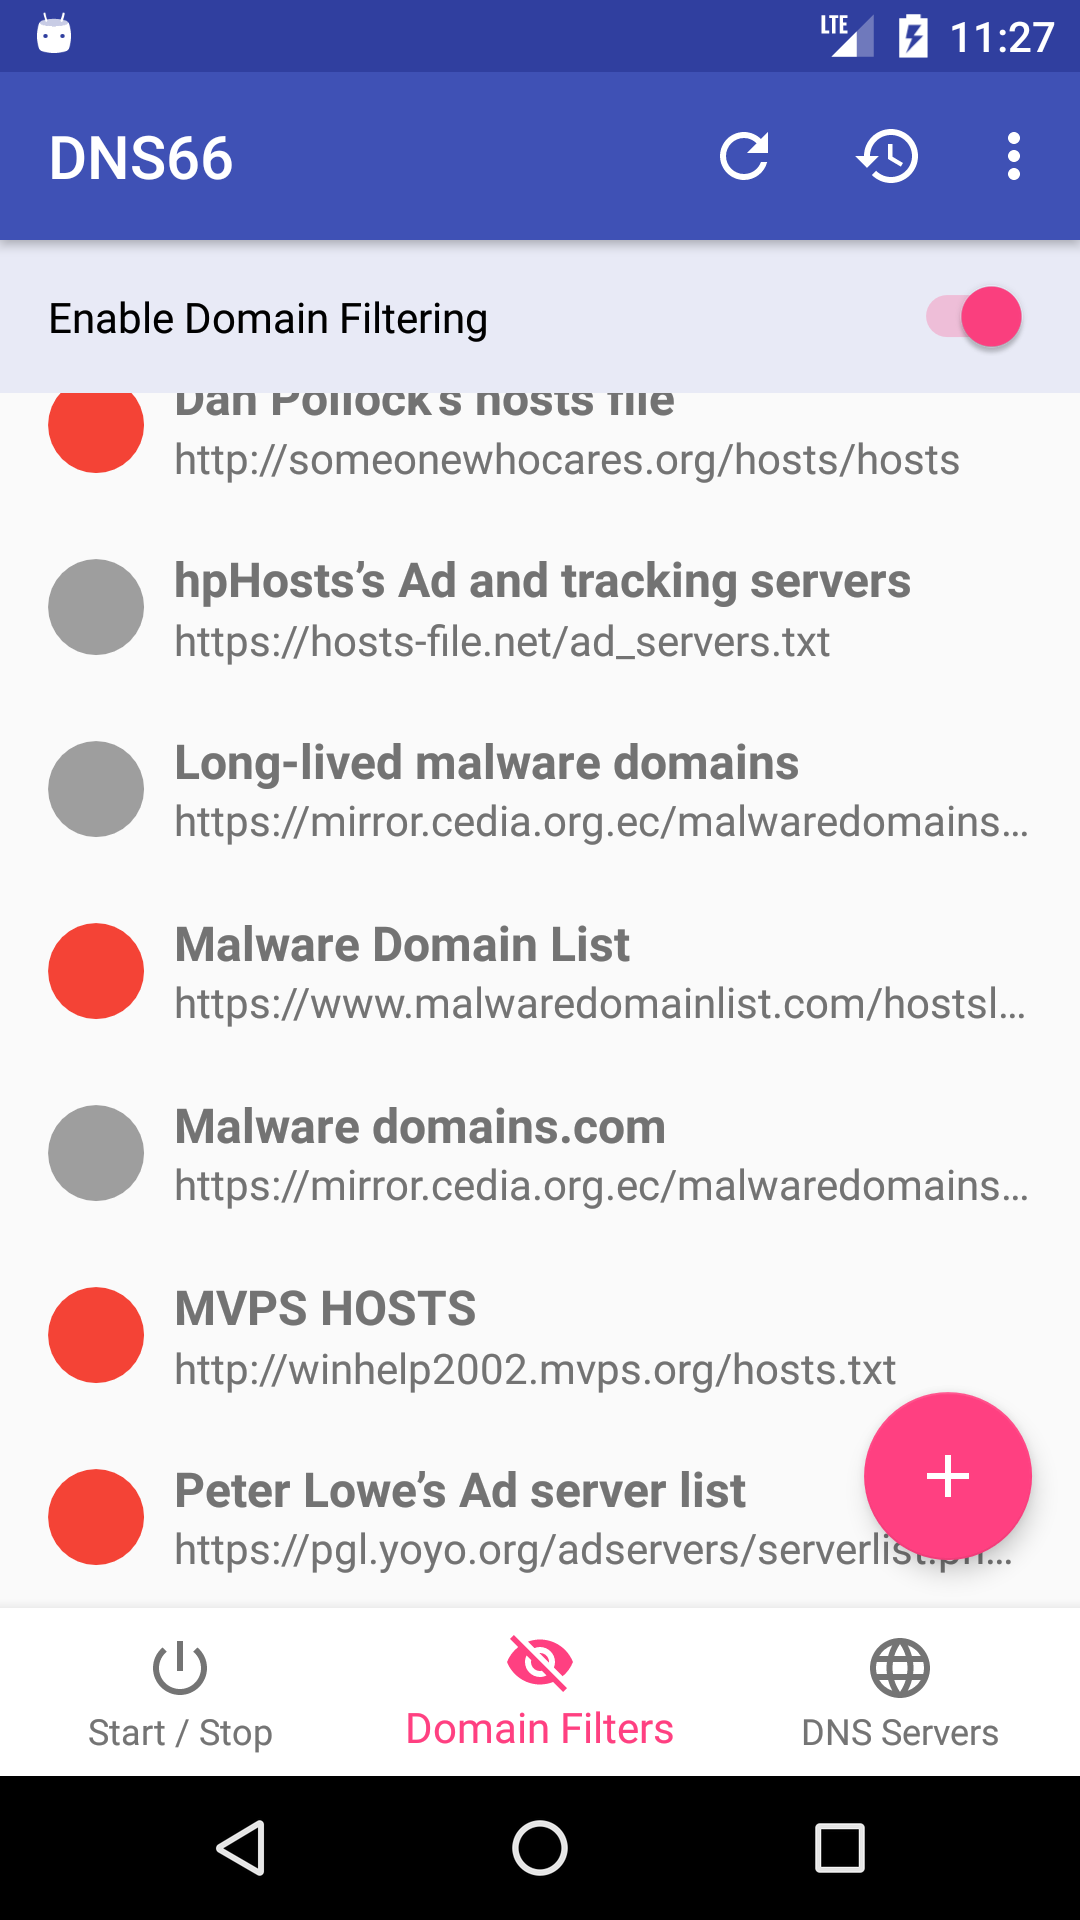 LTE 11:27
DNS66
Enable Domain Filtering
Dan Pollock's hosts file
http://someonewhocares.org/hosts/hosts
hpHosts’s Ad and tracking servers
https://hosts-file.net/ad_servers.txt
Long-lived malware domains
https://mirror.cedia.org.ec/malwaredomains...
Malware Domain List
https://www.malwaredomainlist.com/hostsl...
Malware domains.com
https://mirror.cedia.org.ec/malwaredomains...
MVPS HOSTS
http://winhelp2002.mvps.org/hosts.txt
Peter Lowe’s Ad server list
https://pgl.yoyo.org/adservers/serverlist.ph...
Start / Stop
Domain Filters
DNS Servers